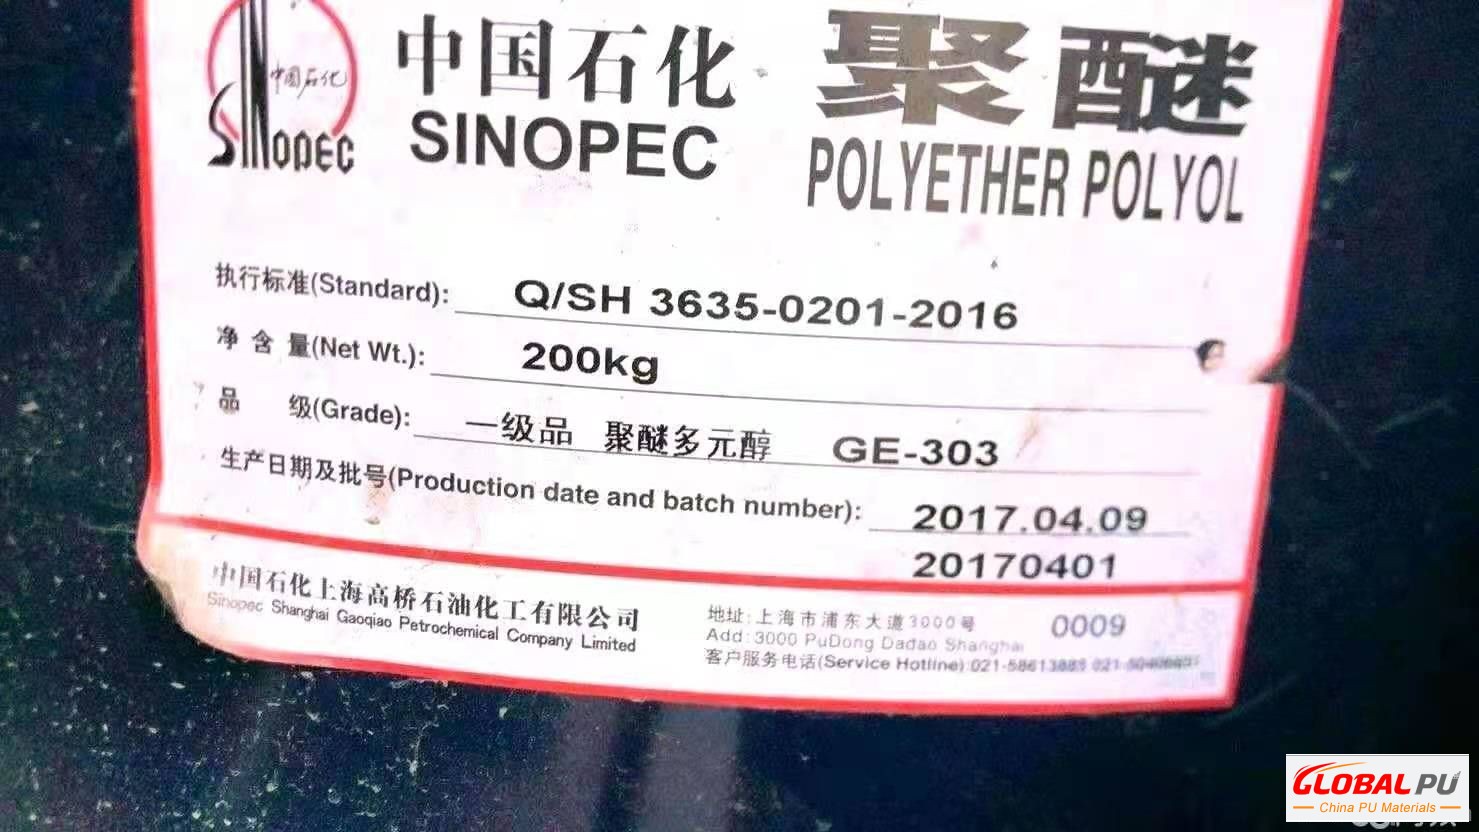 中国石化
SINOPEC
中国石化
SINOPEC
聚醚
POLYETHER POLYOL
执行标准(Standard): Q/SH 3635-0201-2016
净 含 量(Net Wt.): 200kg
品 级(Grade): 一级品 聚醚多元醇 GE-303
生产日期及批号(Production date and batch number): 2017.04.09
20170401
中国石化上海高桥石油化工有限公司
Sinopec Shanghai Gaoqiao Petrochemical Company Limited
地址:上海市浦东大道3000号 0009
Add:3000 PuDong Dadao Shanghai
客户服务电话(Service Hotline):021-58613885
GLOBAL PU
China PU Materials